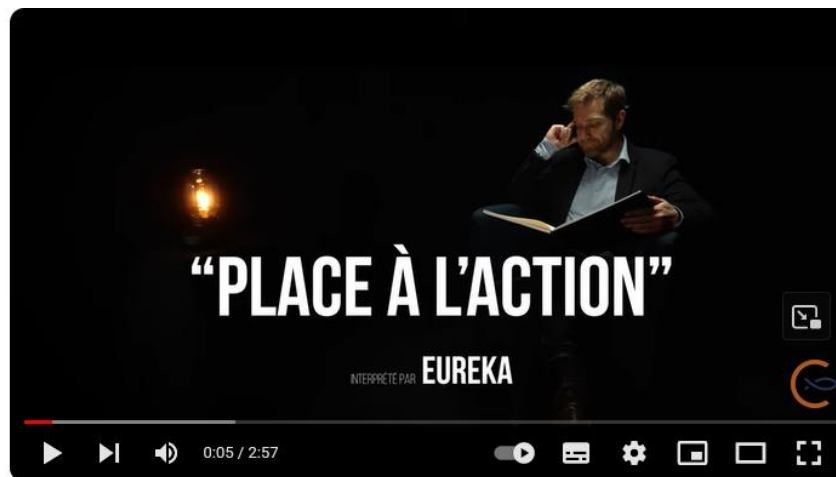 “PLACE À L’ACTION”
INTERPRÉTÉ PAR EUREKA
0:05 / 2:57